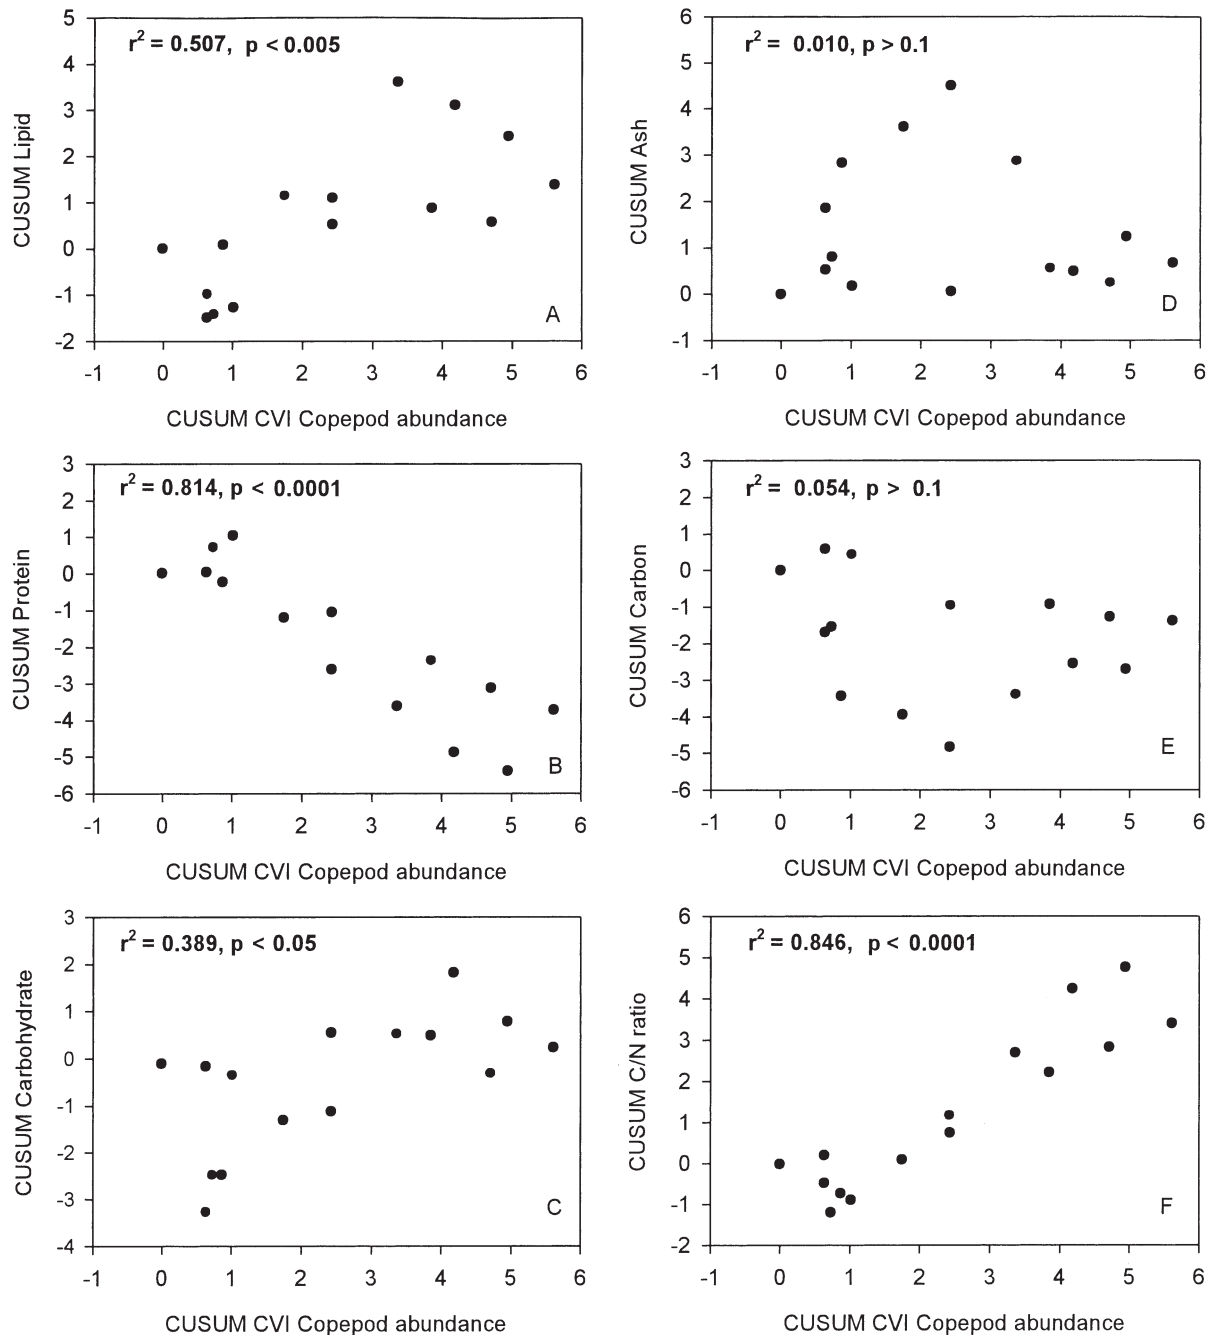 r² = 0.507, p < 0.005
5
4
3
2
1
0
-1
-2
CUSUM Lipid
A
-1 0 1 2 3 4 5 6
CUSUM CVI Copepod abundance
r² = 0.814, p < 0.0001
3
2
1
0
-1
-2
-3
-4
-5
-6
CUSUM Protein
B
-1 0 1 2 3 4 5 6
CUSUM CVI Copepod abundance
r² = 0.389, p < 0.05
3
2
1
0
-1
-2
-3
-4
CUSUM Carbohydrate
C
-1 0 1 2 3 4 5 6
CUSUM CVI Copepod abundance
r² = 0.010, p > 0.1
6
5
4
3
2
1
0
-1
CUSUM Ash
D
-1 0 1 2 3 4 5 6
CUSUM CVI Copepod abundance
r² = 0.054, p > 0.1
3
2
1
0
-1
-2
-3
-4
-5
-6
CUSUM Carbon
E
-1 0 1 2 3 4 5 6
CUSUM CVI Copepod abundance
r² = 0.846, p < 0.0001
6
5
4
3
2
1
0
-1
-2
CUSUM C/N ratio
F
-1 0 1 2 3 4 5 6
CUSUM CVI Copepod abundance